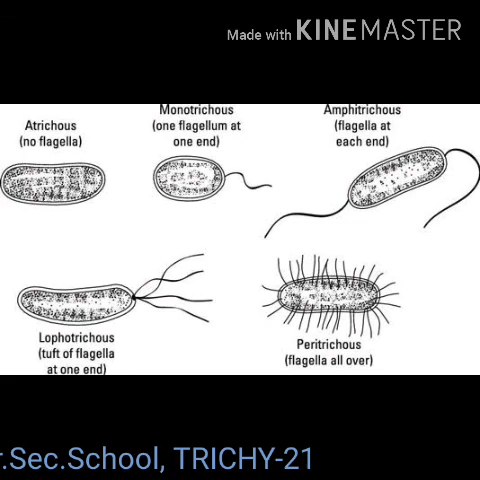 Made with KINEMASTER
Atrichous
(no flagella)
Monotrichous
(one flagellum at
one end)
Amphitrichous
(flagella at
each end)
Lophotrichous
(tuft of flagella
at one end)
Peritrichous
(flagella all over)
r.Sec.School, TRICHY-21